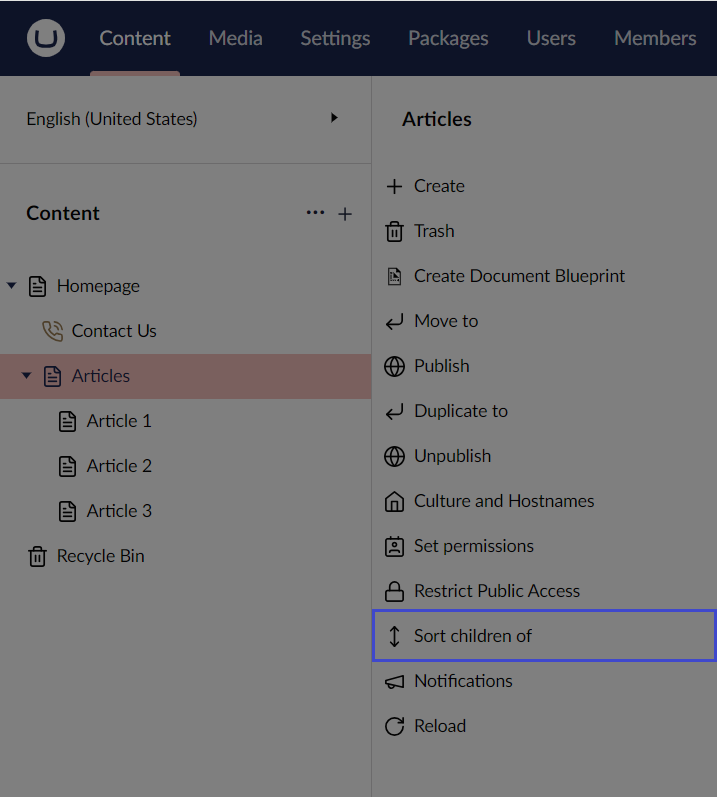 Content Media Settings Packages Users Members
English (United States)
Content
Homepage
Contact Us
Articles
Article 1
Article 2
Article 3
Recycle Bin
Articles
Create
Trash
Create Document Blueprint
Move to
Publish
Duplicate to
Unpublish
Culture and Hostnames
Set permissions
Restrict Public Access
Sort children of
Notifications
Reload